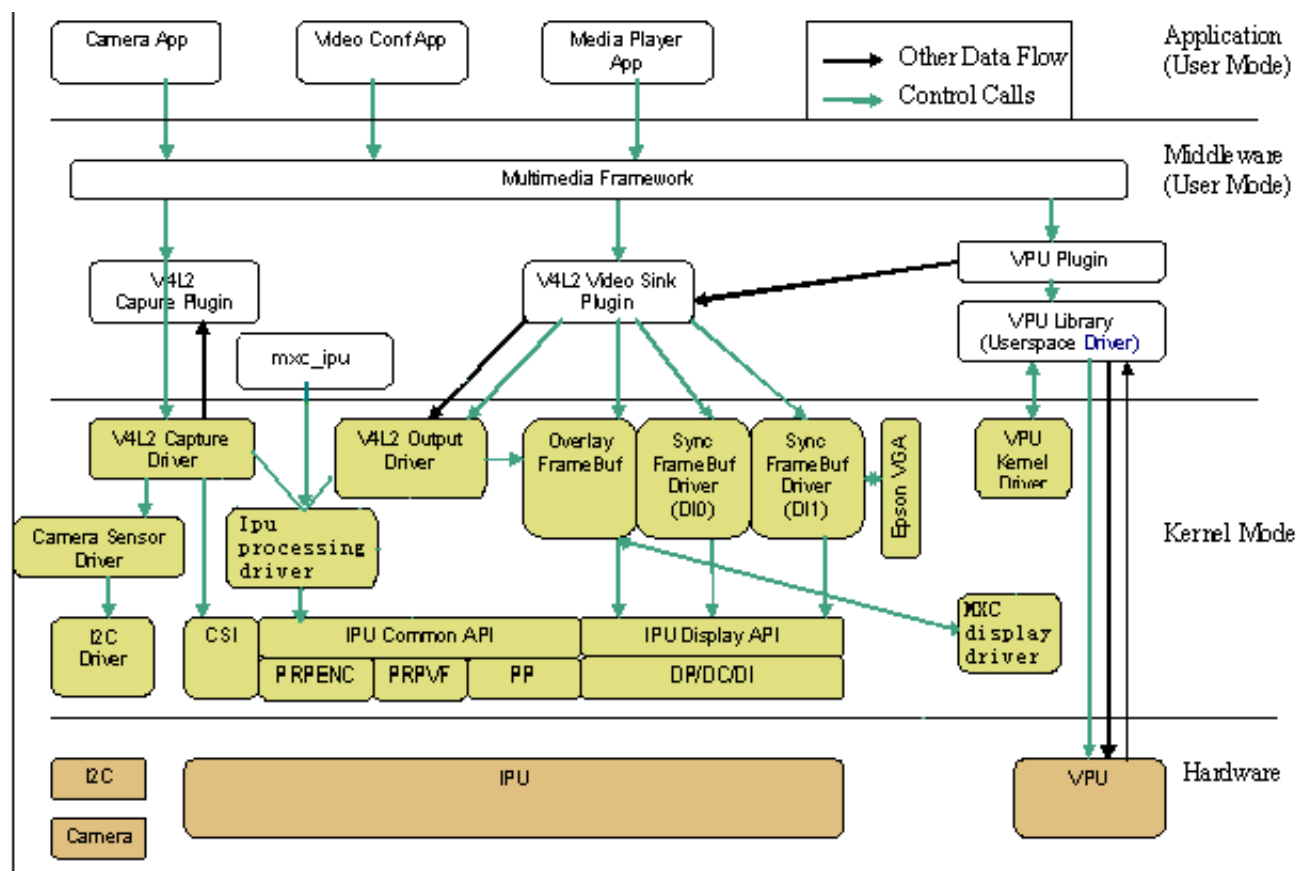 Camera App
Video Conf App
Media Player
App
Other Data Flow
Control Calls
Application
(User Mode)
Middleware
(User Mode)
Multimedia Framework
V4L2
Capure Plugin
V4L2 Video Sink
Plugin
VPU Plugin
VPU Library
(Userspace Driver)
mxc_ipu
V4L2 Capture
Driver
V4L2 Output
Driver
Overlay
FrameBuf
Sync
FrameBuf
Driver
(DI0)
Sync
FrameBuf
Driver
(DI1)
Epson VGA
VPU
Kernel
Driver
Kernel Mode
Camera Sensor
Driver
Ipu
processing
driver
I2C
Driver
CSI
IPU Common API
IPU Display API
PRPENC
PRPVF
PP
DP/DC/DI
MXC
display
driver
I2C
Camera
IPU
VPU
Hardware